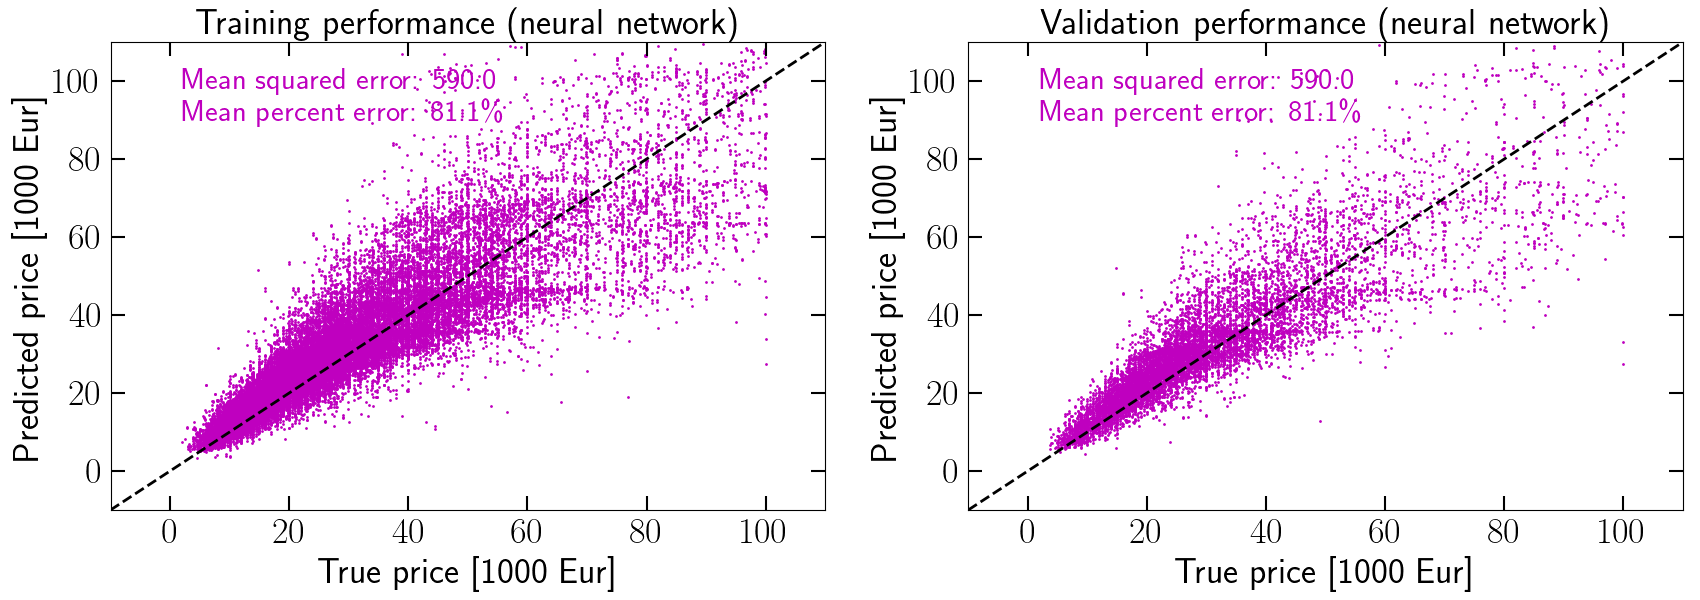 Training performance (neural network)
Mean squared error: 590.0
Mean percent error: 81.1%
100
80
60
40
20
0
Predicted price [1000 Eur]
0 20 40 60 80 100
True price [1000 Eur]
Validation performance (neural network)
Mean squared error: 590.0
Mean percent error: 81.1%
100
80
60
40
20
0
Predicted price [1000 Eur]
0 20 40 60 80 100
True price [1000 Eur]